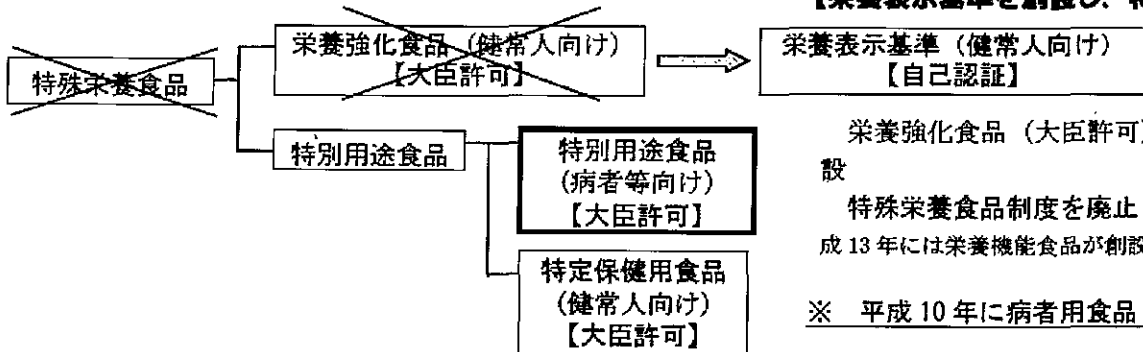 【栄養表示基準を創設し、特
栄養強化食品（健常人向け）
【大臣許可】
栄養表示基準（健常人向け）
【自己認証】
特殊栄養食品
特別用途食品
特別用途食品
（病者等向け）
【大臣許可】
栄養強化食品（大臣許可）
設
特殊栄養食品制度を廃止
成13年には栄養機能食品が創設
特定保健用食品
（健常人向け）
【大臣許可】
※　平成10年に病者用食品